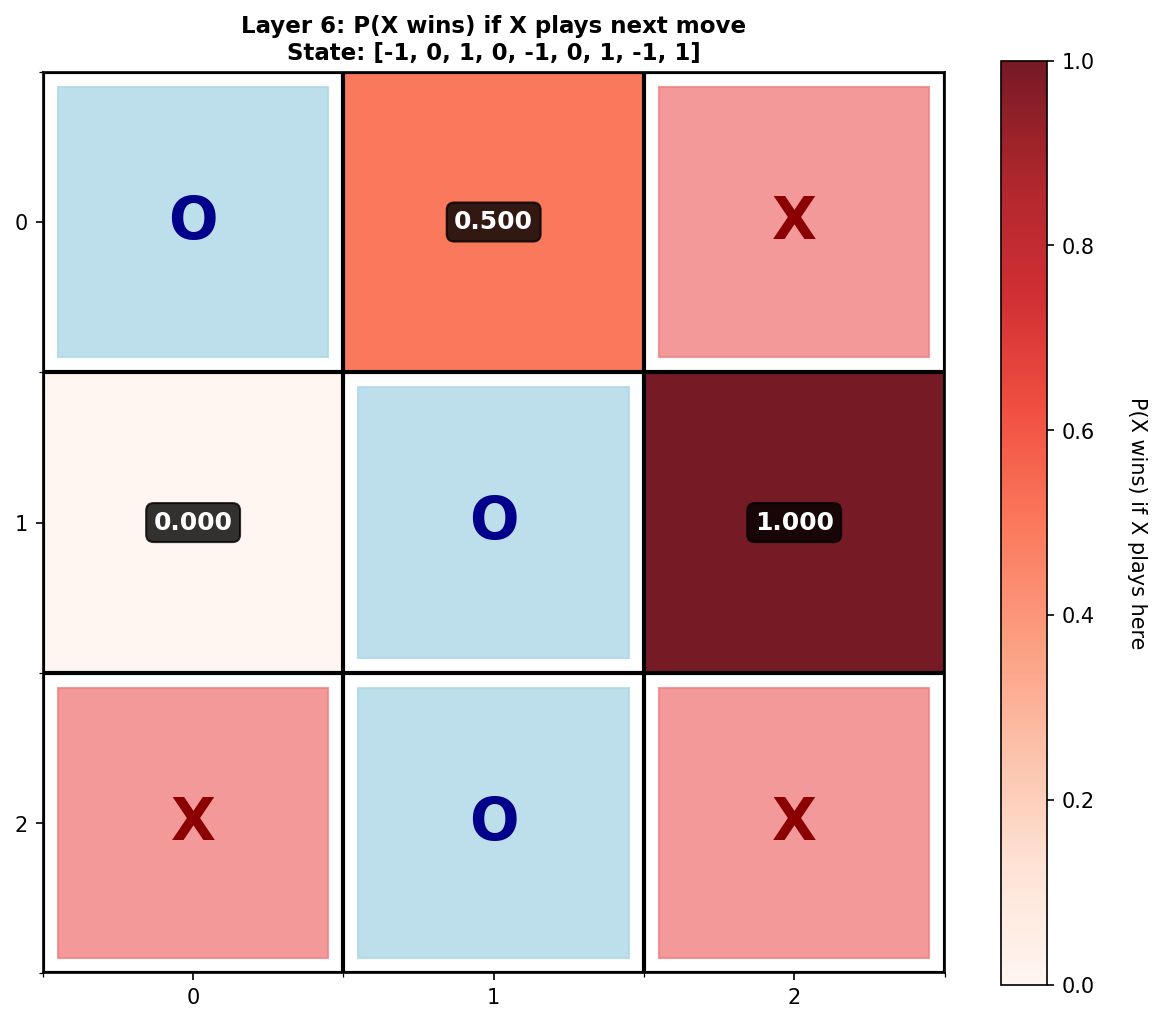 Layer 6: P(X wins) if X plays next move
State: [-1, 0, 1, 0, -1, 0, 1, -1, 1]
0
O
0.500
X
1
0.000
O
1.000
2
X
O
X
0
1
2
1.0
0.8
0.6
0.4
0.2
0.0
P(X wins) if X plays here